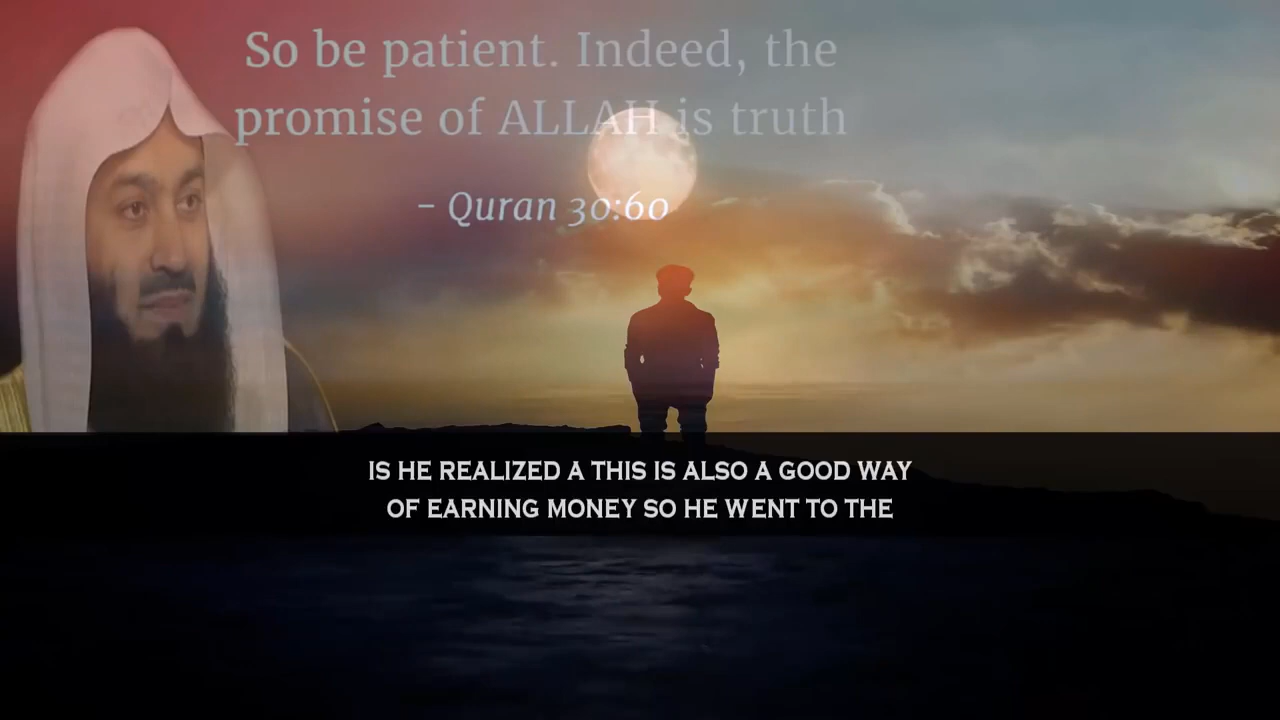 So be patient. Indeed, the
promise of ALLAH is truth
- Quran 30:60
IS HE REALIZED A THIS IS ALSO A GOOD WAY
OF EARNING MONEY SO HE WENT TO THE